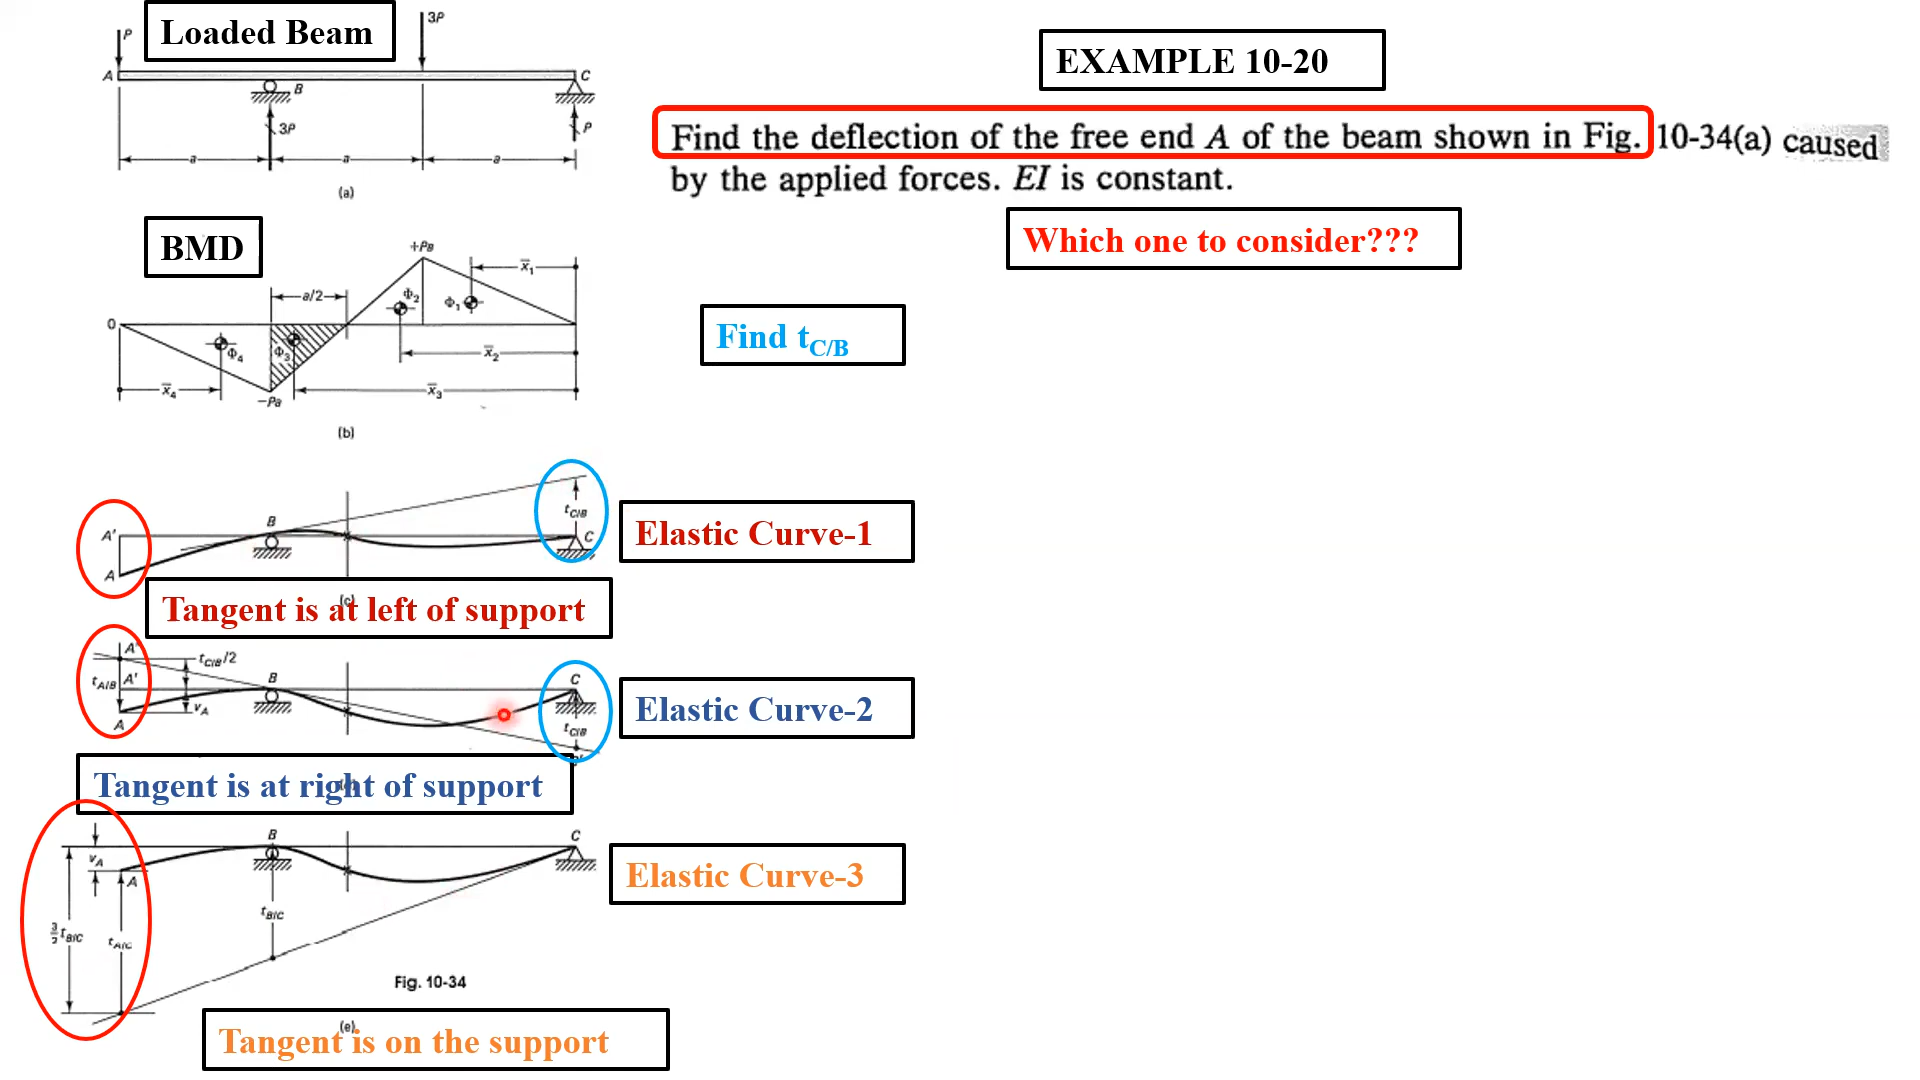 Loaded Beam
P
3P
A
B
C
3P
P
a
a
a
(a)
EXAMPLE 10-20
Find the deflection of the free end A of the beam shown in Fig. 10-34(a) caused
by the applied forces. EI is constant.
Which one to consider???
BMD
+Pa
x̅₁
a/2
Φ₂
Φ₁
0
Φ₄
Φ₃
x̅₂
x̅₄
x̅₃
-Pa
(b)
Find tC/B
A'
B
tC/B
C
A
Elastic Curve-1
(c)
Tangent is at left of support
A"
tC/B/2
tA/B
A'
B
C
vA
A
tC/B
Elastic Curve-2
Tangent is at right of support
B
C
vA
A
Elastic Curve-3
tB/C
3/2 tB/C
tA/C
Fig. 10-34
(e)
Tangent is on the support